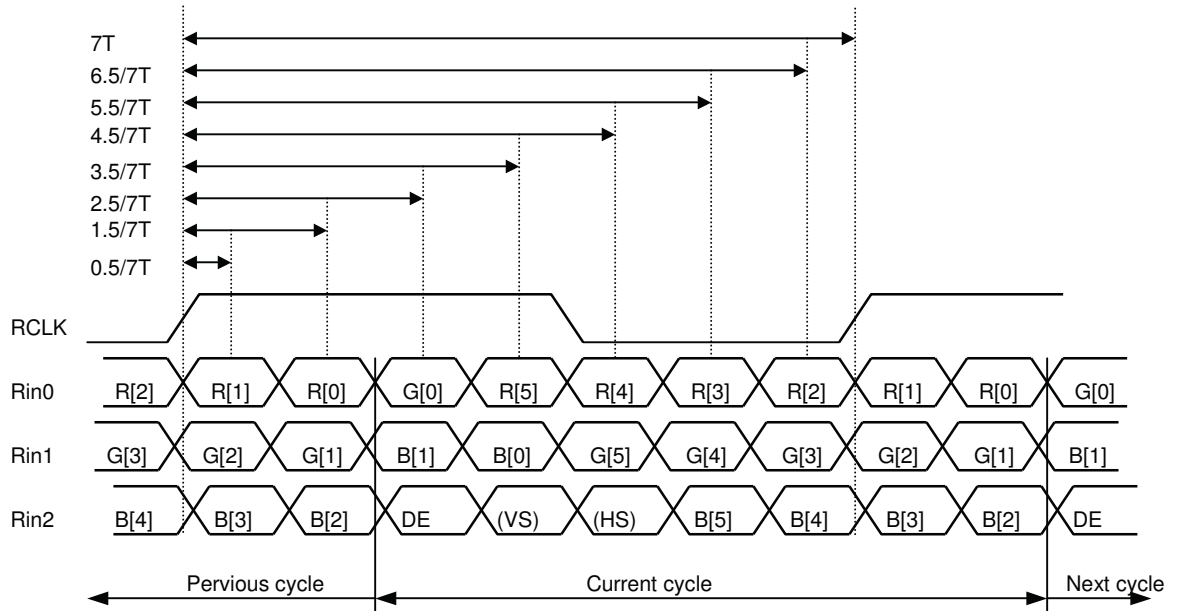 7T
6.5/7T
5.5/7T
4.5/7T
3.5/7T
2.5/7T
1.5/7T
0.5/7T
RCLK
Rin0 R[2] R[1] R[0] G[0] R[5] R[4] R[3] R[2] R[1] R[0] G[0]
Rin1 G[3] G[2] G[1] B[1] B[0] G[5] G[4] G[3] G[2] G[1] B[1]
Rin2 B[4] B[3] B[2] DE (VS) (HS) B[5] B[4] B[3] B[2] DE
Pervious cycle Current cycle Next cycle